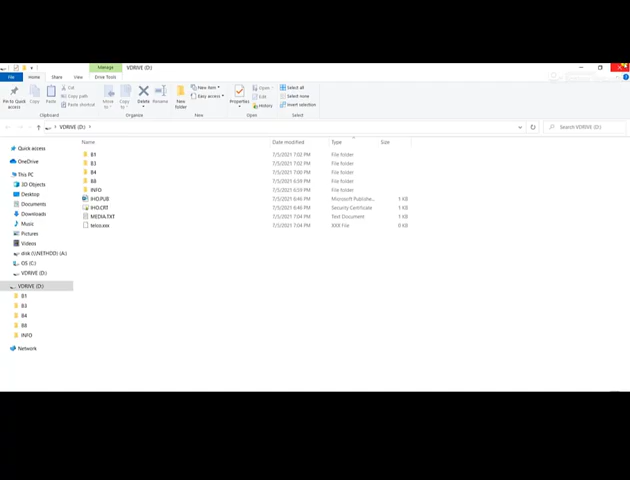 Manage VDRIVE (D:)
File Home Share View Drive Tools
Pin to Quick access Copy Paste Cut Copy path Paste shortcut Move to Copy to Delete Rename New folder New item Easy access Properties Open Edit History Select all Select none Invert selection
Clipboard Organize New Open Select
VDRIVE (D:) Search VDRIVE (D:)
Name Date modified Type Size
Quick access
OneDrive
This PC
3D Objects
Desktop
Documents
Downloads
Music
Pictures
Videos
disk (\\.NETHOD) (A:)
OS (C:)
VDRIVE (D:)
VDRIVE (D:)
B1
B3
B4
B8
INFO
Network
B1 7/5/2021 7:02 PM File folder
B3 7/5/2021 7:02 PM File folder
B4 7/5/2021 7:00 PM File folder
B8 7/5/2021 6:59 PM File folder
INFO 7/5/2021 6:59 PM File folder
IHO.PUB 7/5/2021 6:46 PM Microsoft Publishe... 1 KB
IHO.CRT 7/5/2021 6:46 PM Security Certificate 1 KB
MEDIA.TXT 7/5/2021 7:04 PM Text Document 1 KB
telco.xxx 7/5/2021 7:04 PM XXX File 0 KB